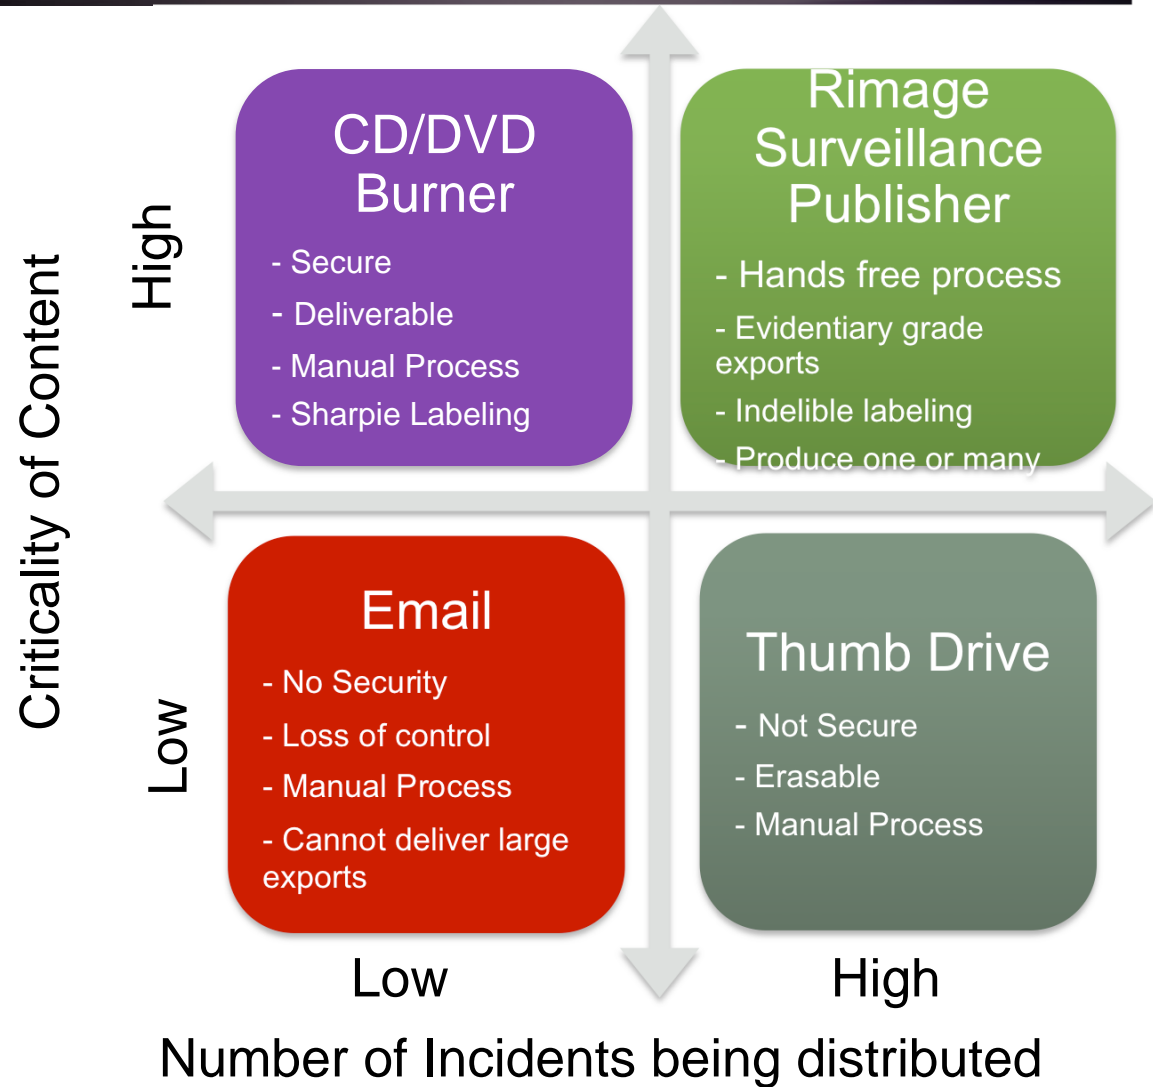 Criticality of Content
High
Low
CD/DVD
Burner
- Secure
- Deliverable
- Manual Process
- Sharpie Labeling
Rimage
Surveillance
Publisher
- Hands free process
- Evidentiary grade
exports
- Indelible labeling
- Produce one or many
Email
- No Security
- Loss of control
- Manual Process
- Cannot deliver large
exports
Thumb Drive
- Not Secure
- Erasable
- Manual Process
Low
High
Number of Incidents being distributed